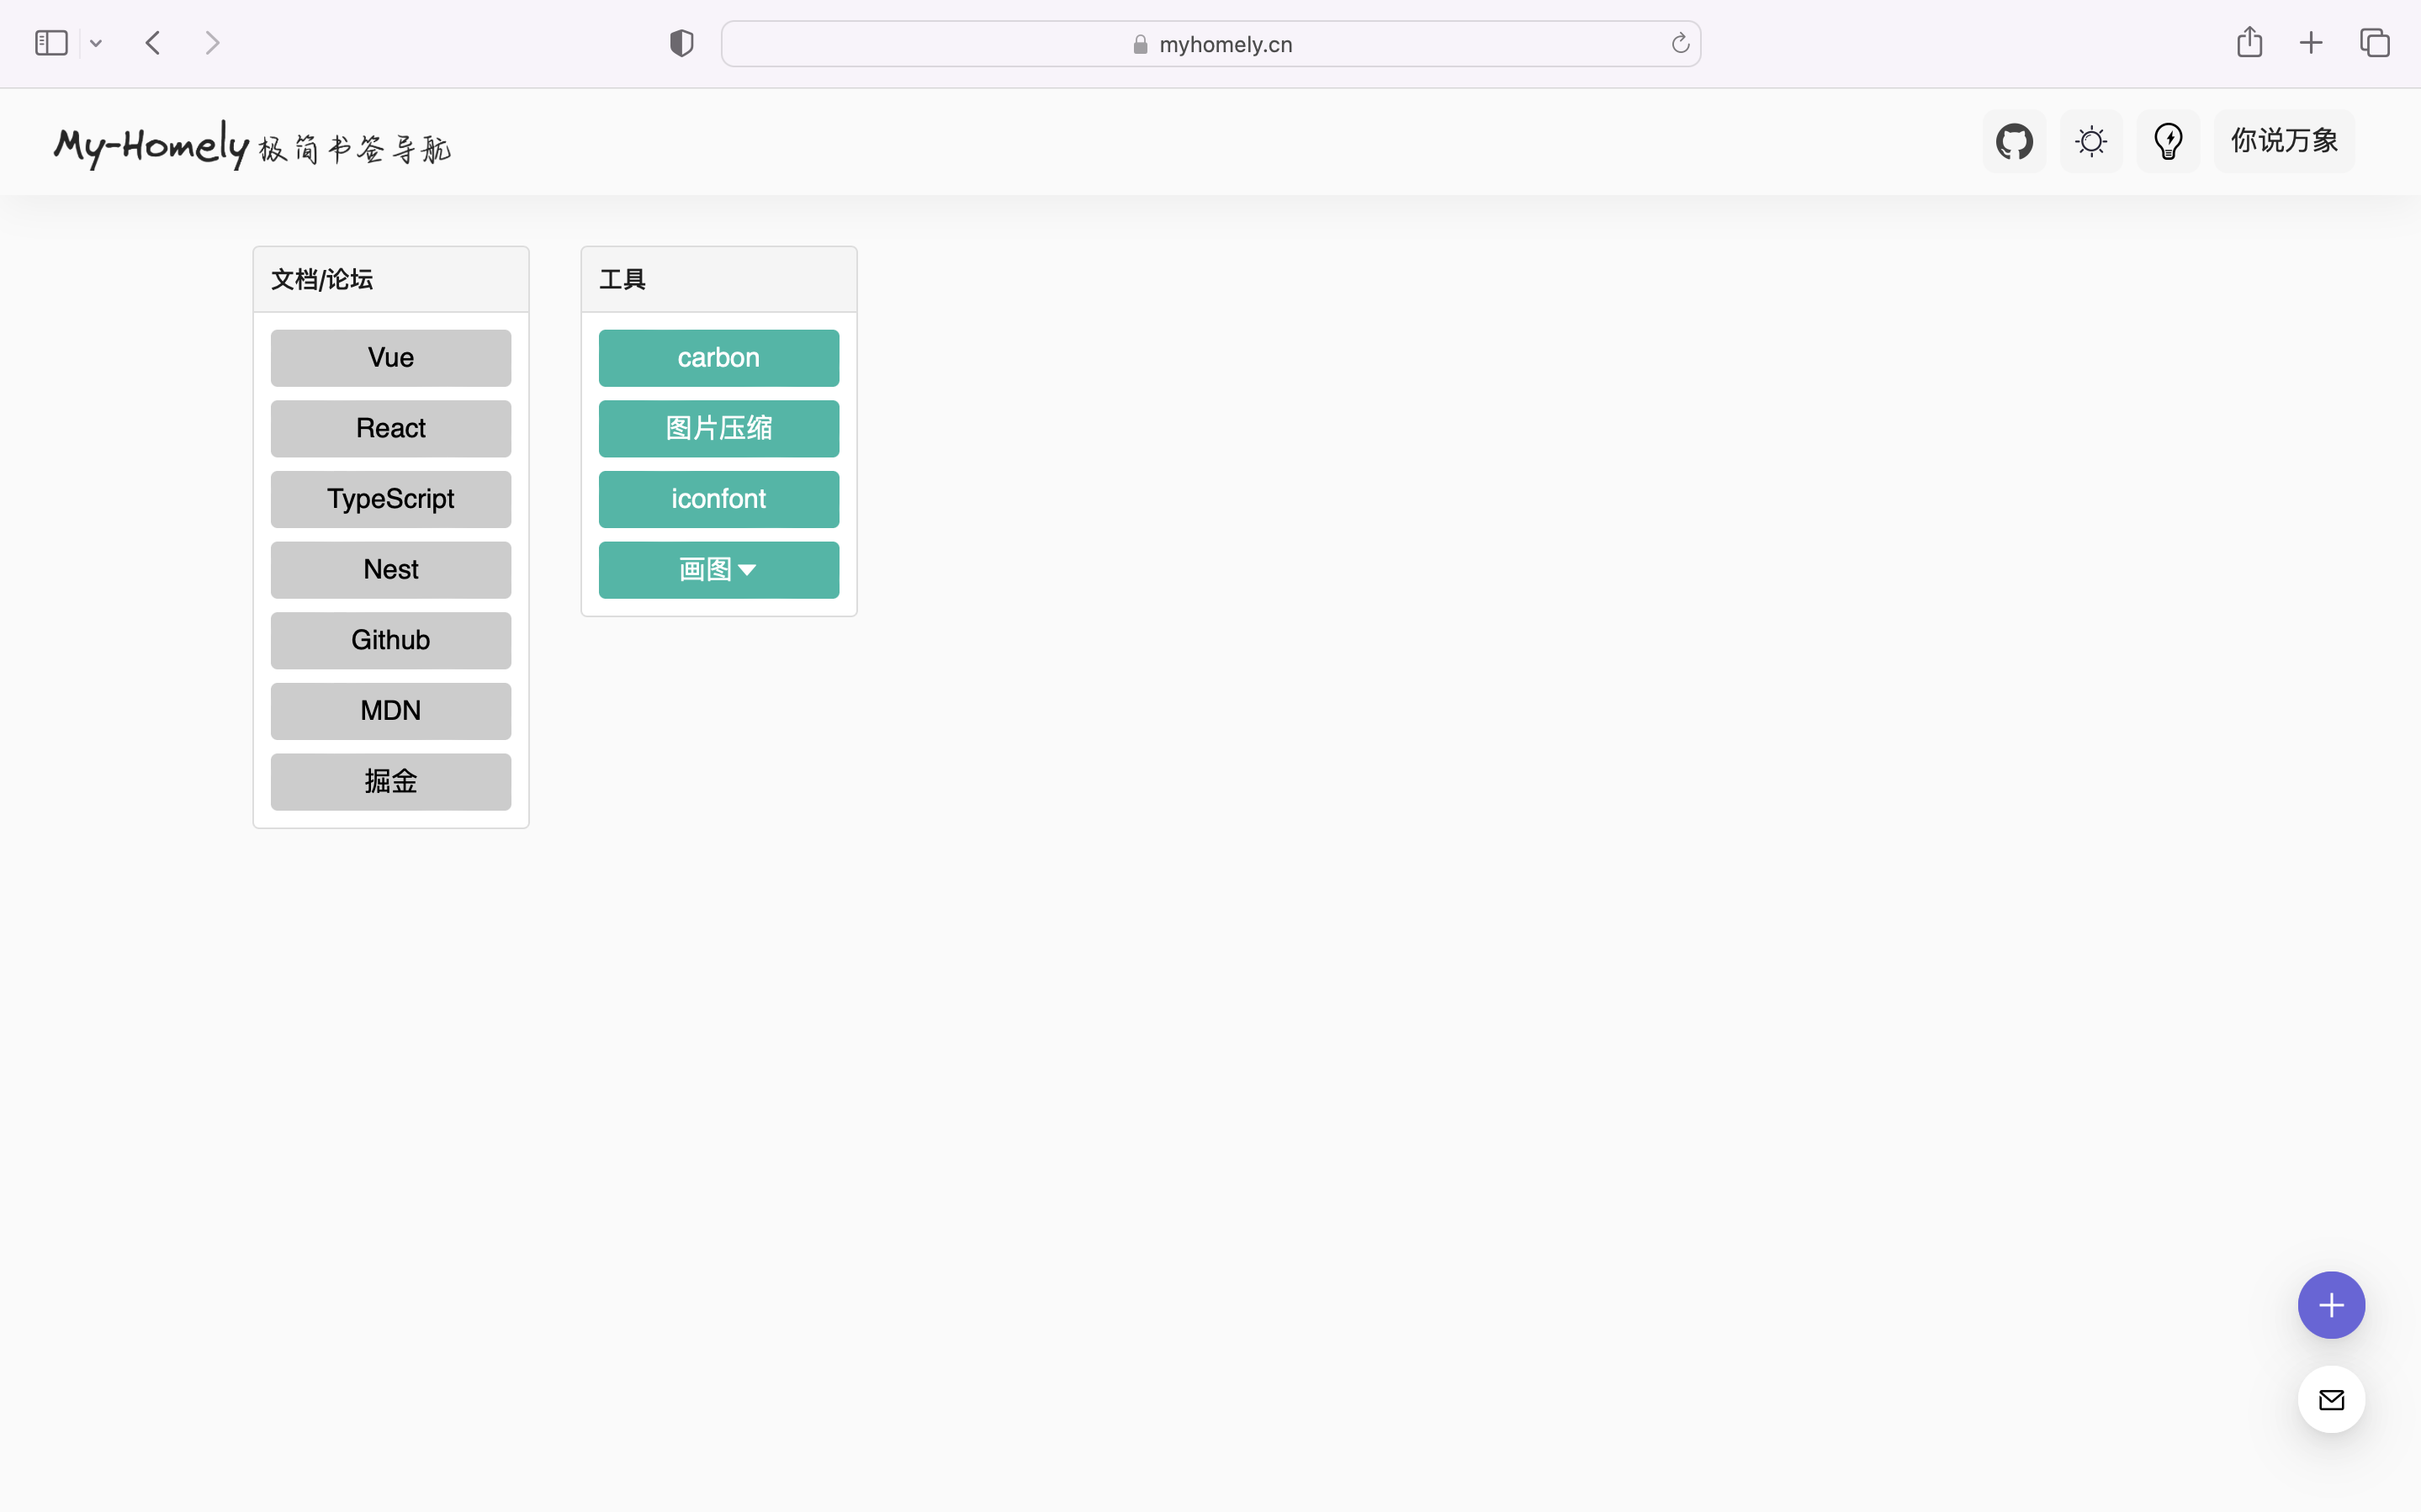 myhomely.cn
My-Homely 极简书签导航
你说万象
文档/论坛
Vue
React
TypeScript
Nest
Github
MDN
掘金
工具
carbon
图片压缩
iconfont
画图